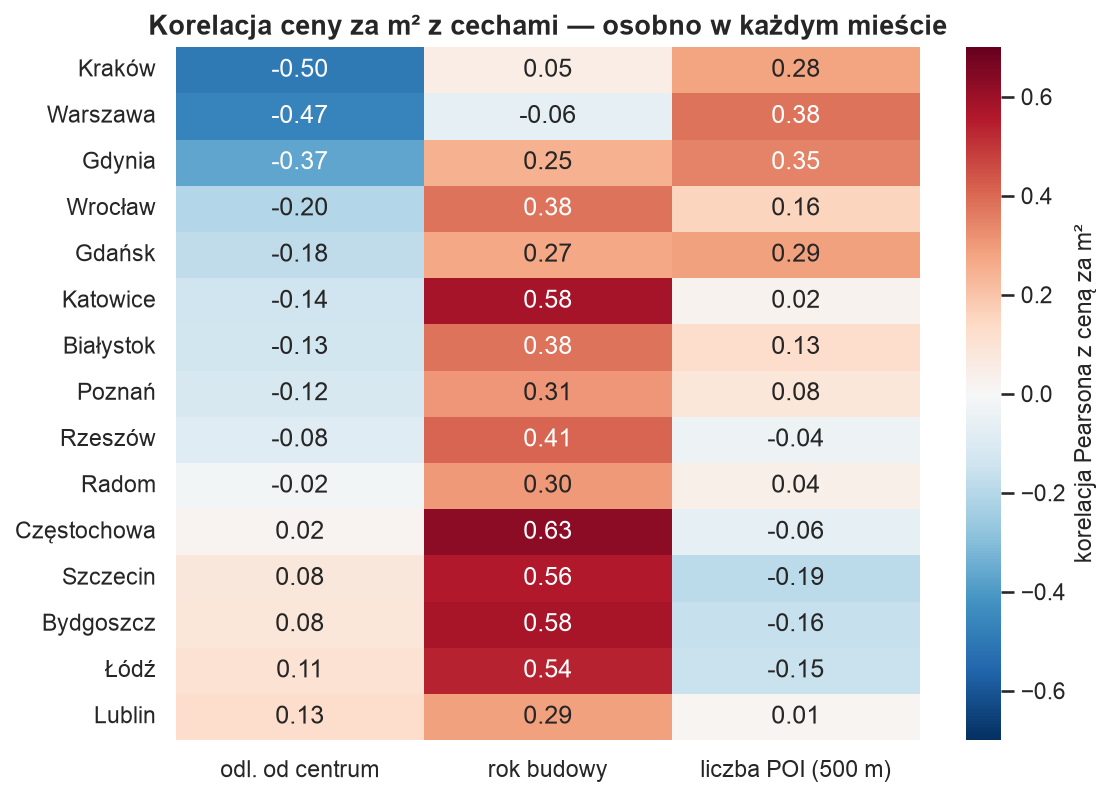 Korelacja ceny za m² z cechami — osobno w każdym mieście
Kraków -0.50 0.05 0.28
Warszawa -0.47 -0.06 0.38
Gdynia -0.37 0.25 0.35
Wrocław -0.20 0.38 0.16
Gdańsk -0.18 0.27 0.29
Katowice -0.14 0.58 0.02
Białystok -0.13 0.38 0.13
Poznań -0.12 0.31 0.08
Rzeszów -0.08 0.41 -0.04
Radom -0.02 0.30 0.04
Częstochowa 0.02 0.63 -0.06
Szczecin 0.08 0.56 -0.19
Bydgoszcz 0.08 0.58 -0.16
Łódź 0.11 0.54 -0.15
Lublin 0.13 0.29 0.01
odl. od centrum rok budowy liczba POI (500 m)
0.6
0.4
0.2
0.0
−0.2
−0.4
−0.6
korelacja Pearsona z ceną za m²